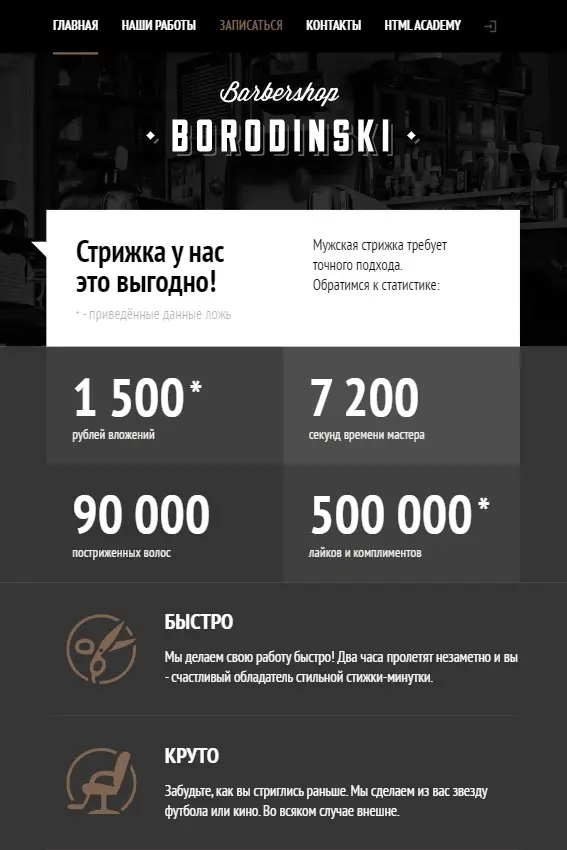 ГЛАВНАЯ НАШИ РАБОТЫ ЗАПИСАТЬСЯ КОНТАКТЫ HTML ACADEMY
Barbershop
BORODINSKI
Стрижка у нас
это выгодно!
* - приведённые данные ложь
Мужская стрижка требует
точного подхода.
Обратимся к статистике:
1 500*
рублей вложений
7 200
секунд времени мастера
90 000
постриженных волос
500 000*
лайков и комплиментов
БЫСТРО
Мы делаем свою работу быстро! Два часа пролетят незаметно и вы
- счастливый обладатель стильной стижки-минутки.
КРУТО
Забудьте, как вы стриглись раньше. Мы сделаем из вас звезду
футбола или кино. Во всяком случае внешне.